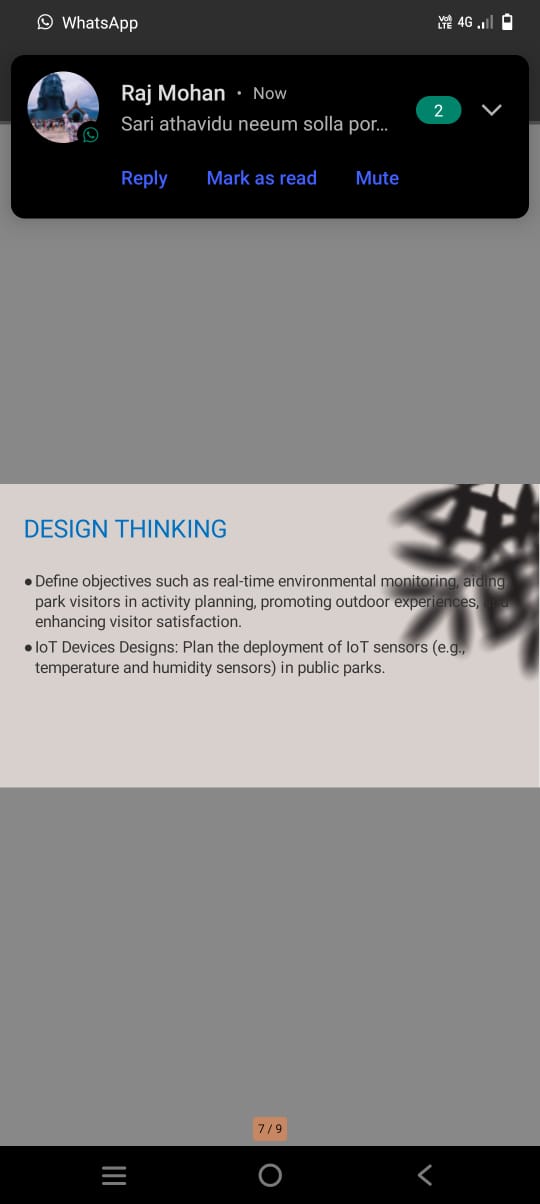 WhatsApp
Vo)) LTE 4G
Raj Mohan • Now
Sari athavidu neeum solla por...
2
Reply Mark as read Mute
DESIGN THINKING
● Define objectives such as real-time environmental monitoring, aiding
park visitors in activity planning, promoting outdoor experiences, and
enhancing visitor satisfaction.
● IoT Devices Designs: Plan the deployment of IoT sensors (e.g.,
temperature and humidity sensors) in public parks.
7 / 9